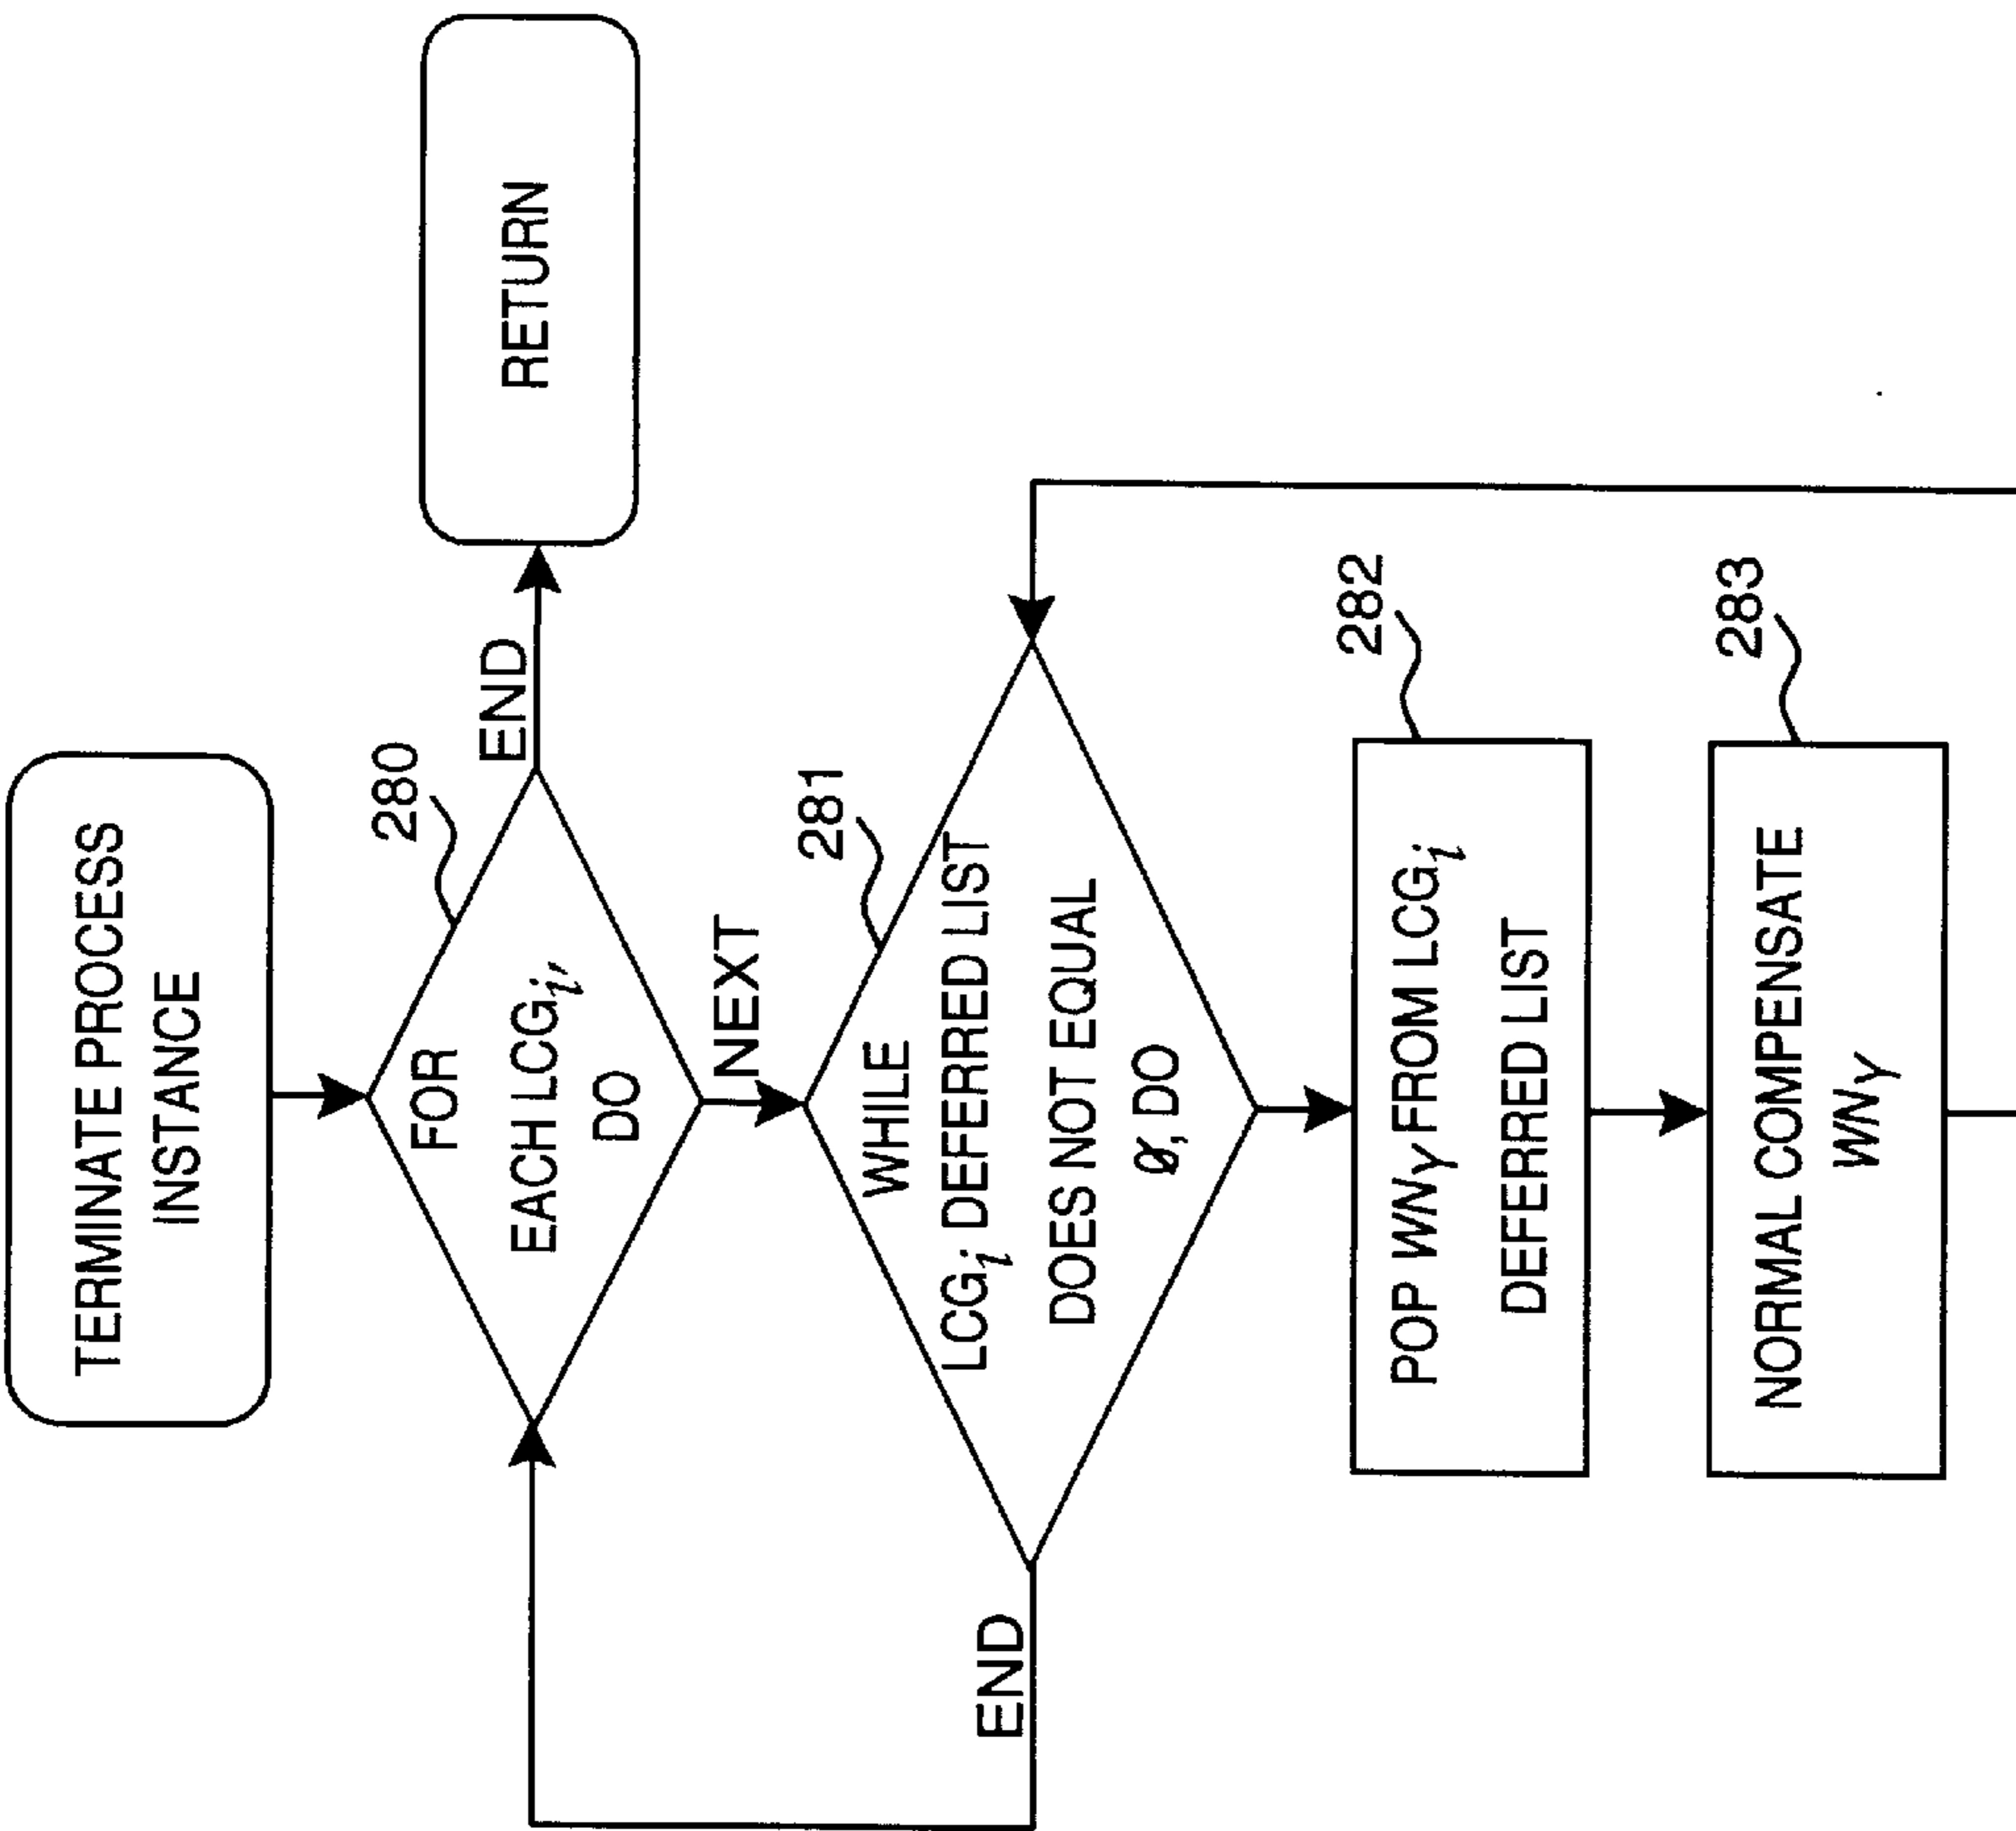 TERMINATE PROCESS
INSTANCE
280
FOR
EACH LCGi,
DO
END
RETURN
NEXT
281
WHILE
LCGi. DEFERRED LIST
DOES NOT EQUAL
Ø, DO
END
282
POP WNY, FROM LCGi
DEFERRED LIST
283
NORMAL COMPENSATE
WNY